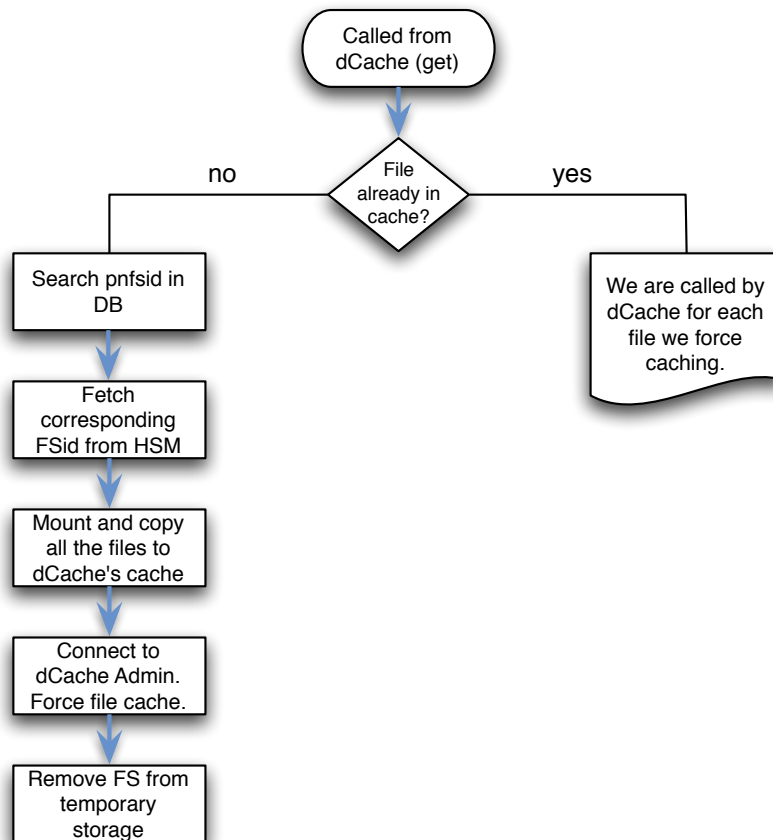 Called from
dCache (get)
File
already in
cache?
no
yes
Search pnfsid in
DB
We are called by
dCache for each
file we force
caching.
Fetch
corresponding
FSid from HSM
Mount and copy
all the files to
dCache's cache
Connect to
dCache Admin.
Force file cache.
Remove FS from
temporary
storage